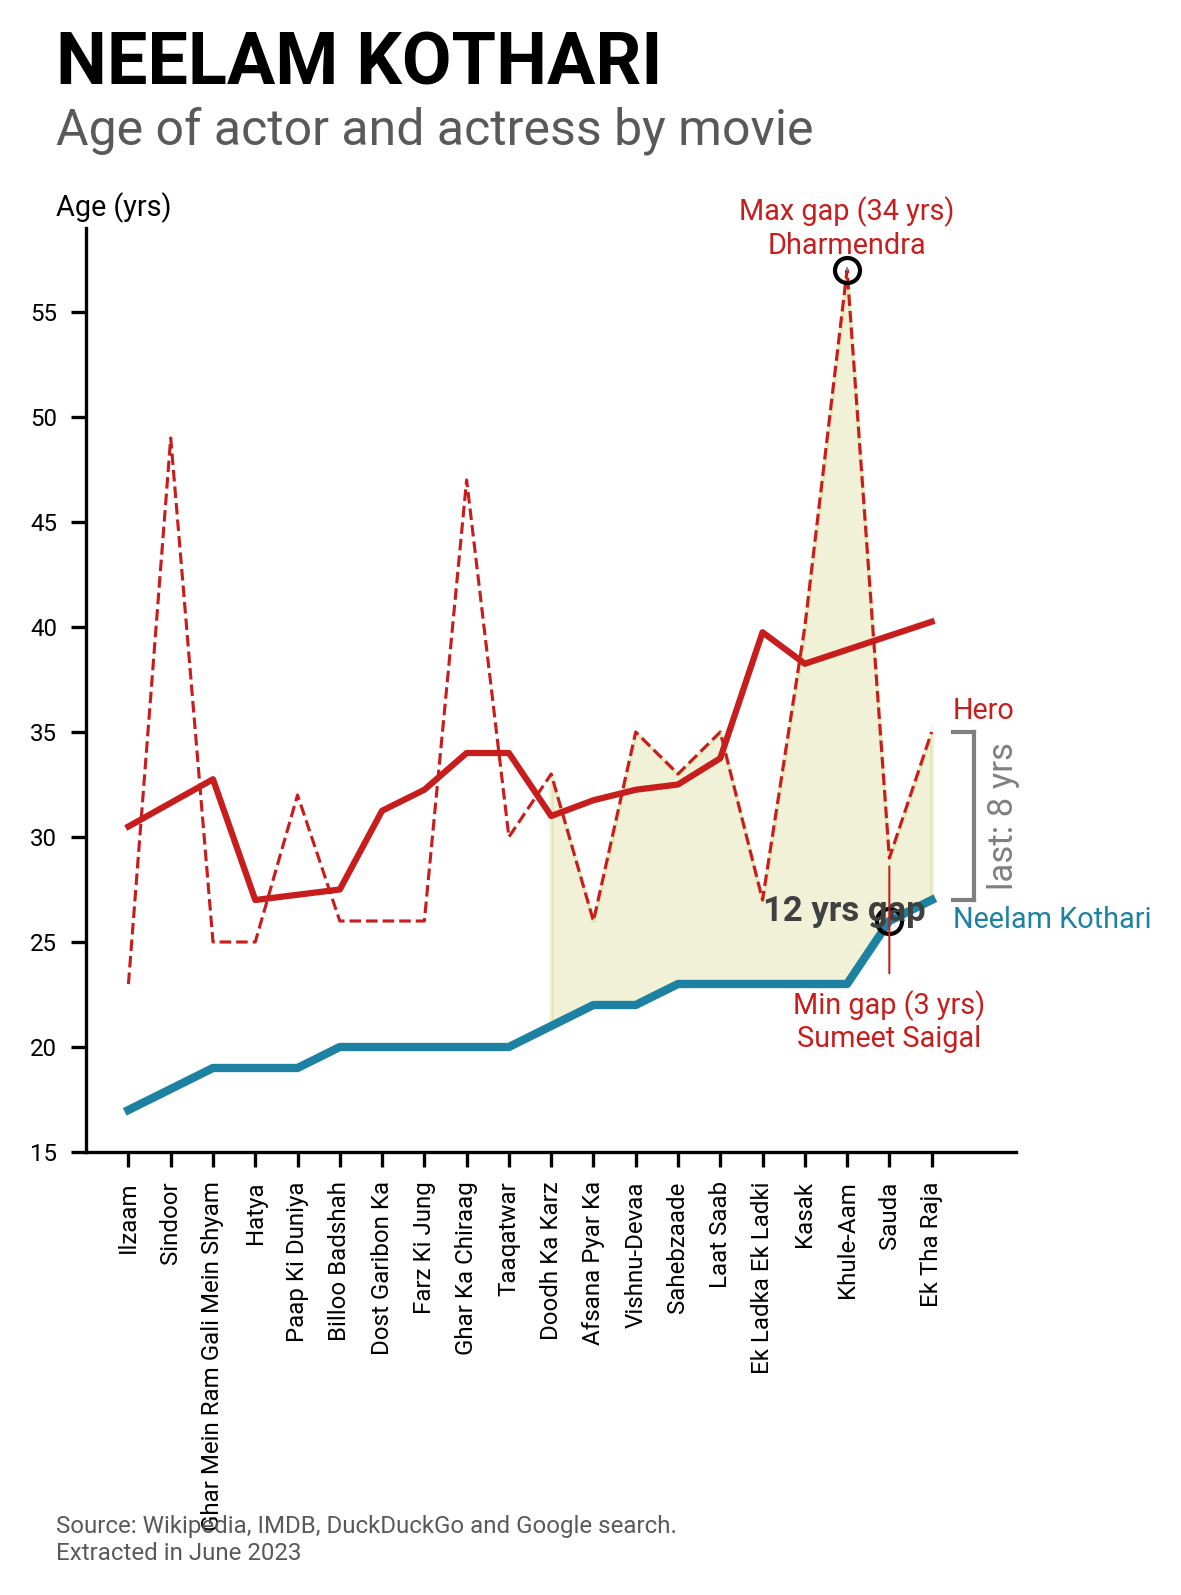 NEELAM KOTHARI
Age of actor and actress by movie
Age (yrs)
Max gap (34 yrs)
Dharmendra
55
50
45
40
35
30
25
20
15
Hero
last: 8 yrs
12 yrs gap
Neelam Kothari
Min gap (3 yrs)
Sumeet Saigal
Ilzaam
Sindoor
Ghar Mein Ram Gali Mein Shyam
Hatya
Paap Ki Duniya
Billoo Badshah
Dost Garibon Ka
Farz Ki Jung
Ghar Ka Chiraag
Taaqatwar
Doodh Ka Karz
Afsana Pyar Ka
Vishnu-Devaa
Sahebzaade
Laat Saab
Ek Ladka Ek Ladki
Kasak
Khule-Aam
Sauda
Ek Tha Raja
Source: Wikipedia, IMDB, DuckDuckGo and Google search.
Extracted in June 2023